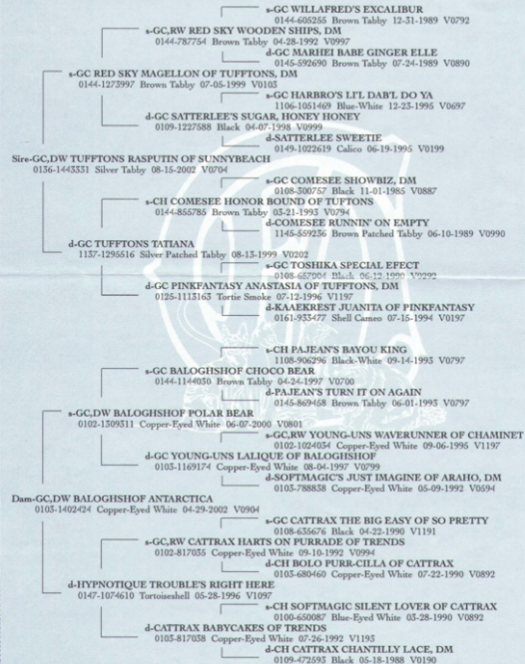 s-GC WILLAFRED'S EXCALIBUR
0144-605255 Brown Tabby 12-31-1989 V0792
s-GC,RW RED SKY WOODEN SHIPS, DM
0144-787754 Brown Tabby 04-28-1992 V0997
d-GC MARHEI BABE GINGER ELLE
0145-592690 Brown Tabby 07-24-1989 V0890
s-GC RED SKY MAGELLON OF TUFFTONS, DM
0144-1273997 Brown Tabby 07-05-1999 V0103
s-GC HARBRO'S LI'L DAB'L DO YA
1106-1051469 Blue-White 12-23-1995 V0697
d-GC SATTERLEE'S SUGAR, HONEY HONEY
0109-1227588 Black 04-07-1998 V0999
d-SATTERLEE SWEETIE
0149-1022619 Calico 06-19-1995 V0199
Sire-GC,DW TUFFTONS RASPUTIN OF SUNNYBEACH
0136-1443331 Silver Tabby 08-15-2002 V0704
s-GC COMESEE SHOWBIZ, DM
0108-300757 Black 11-01-1985 V0887
s-CH COMESEE HONOR BOUND OF TUFTONS
0144-855785 Brown Tabby 03-21-1993 V0794
d-COMESEE RUNNIN' ON EMPTY
1145-559236 Brown Patched Tabby 06-10-1989 V0990
d-GC TUFFTONS TATIANA
1137-1295516 Silver Patched Tabby 08-13-1999 V0202
s-GC TOSHIKA SPECIAL EFECT
0108-687004 Black 06-12-1990 V0292
d-GC PINKFANTASY ANASTASIA OF TUFFTONS, DM
0125-1113163 Tortie Smoke 07-12-1996 V1197
d-KAAEKREST JUANITA OF PINKFANTASY
0161-933477 Shell Cameo 07-15-1994 V0197
s-CH PAJEAN'S BAYOU KING
1108-906296 Black-White 09-14-1993 V0797
s-GC BALOGHSHOF CHOCO BEAR
0144-1144030 Brown Tabby 04-24-1997 V0700
d-PAJEAN'S TURN IT ON AGAIN
0145-869458 Brown Tabby 06-01-1993 V0797
s-GC,DW BALOGHSHOF POLAR BEAR
0102-1309311 Copper-Eyed White 06-07-2000 V0801
s-GC,RW YOUNG-UNS WAVERUNNER OF CHAMINET
0102-1024034 Copper-Eyed White 09-06-1995 V1197
d-GC YOUNG-UNS LALIQUE OF BALOGHSHOF
0103-1169174 Copper-Eyed White 08-04-1997 V0799
d-SOFTMAGIC'S JUST IMAGINE OF ARAHO, DM
0103-788838 Copper-Eyed White 05-09-1992 V0594
Dam-GC,DW BALOGHSHOF ANTARCTICA
0103-1402424 Copper-Eyed White 04-29-2002 V0904
s-GC CATTRAX THE BIG EASY OF SO PRETTY
0108-635676 Black 04-22-1990 V1191
s-GC,RW CATTRAX HARTS ON PURRADE OF TRENDS
0102-817035 Copper-Eyed White 09-10-1992 V0994
d-CH BOLO PURR-CILLA OF CATTRAX
0103-680460 Copper-Eyed White 07-22-1990 V0892
d-HYPNOTIQUE TROUBLE'S RIGHT HERE
0147-1074610 Tortoiseshell 05-28-1996 V1097
s-CH SOFTMAGIC SILENT LOVER OF CATTRAX
0100-650087 Blue-Eyed White 03-28-1990 V0892
d-CATTRAX BABYCAKES OF TRENDS
0103-817038 Copper-Eyed White 07-26-1992 V1193
d-CH CATTRAX CHANTILLY LACE, DM
0109-472593 Black 05-18-1988 V0190